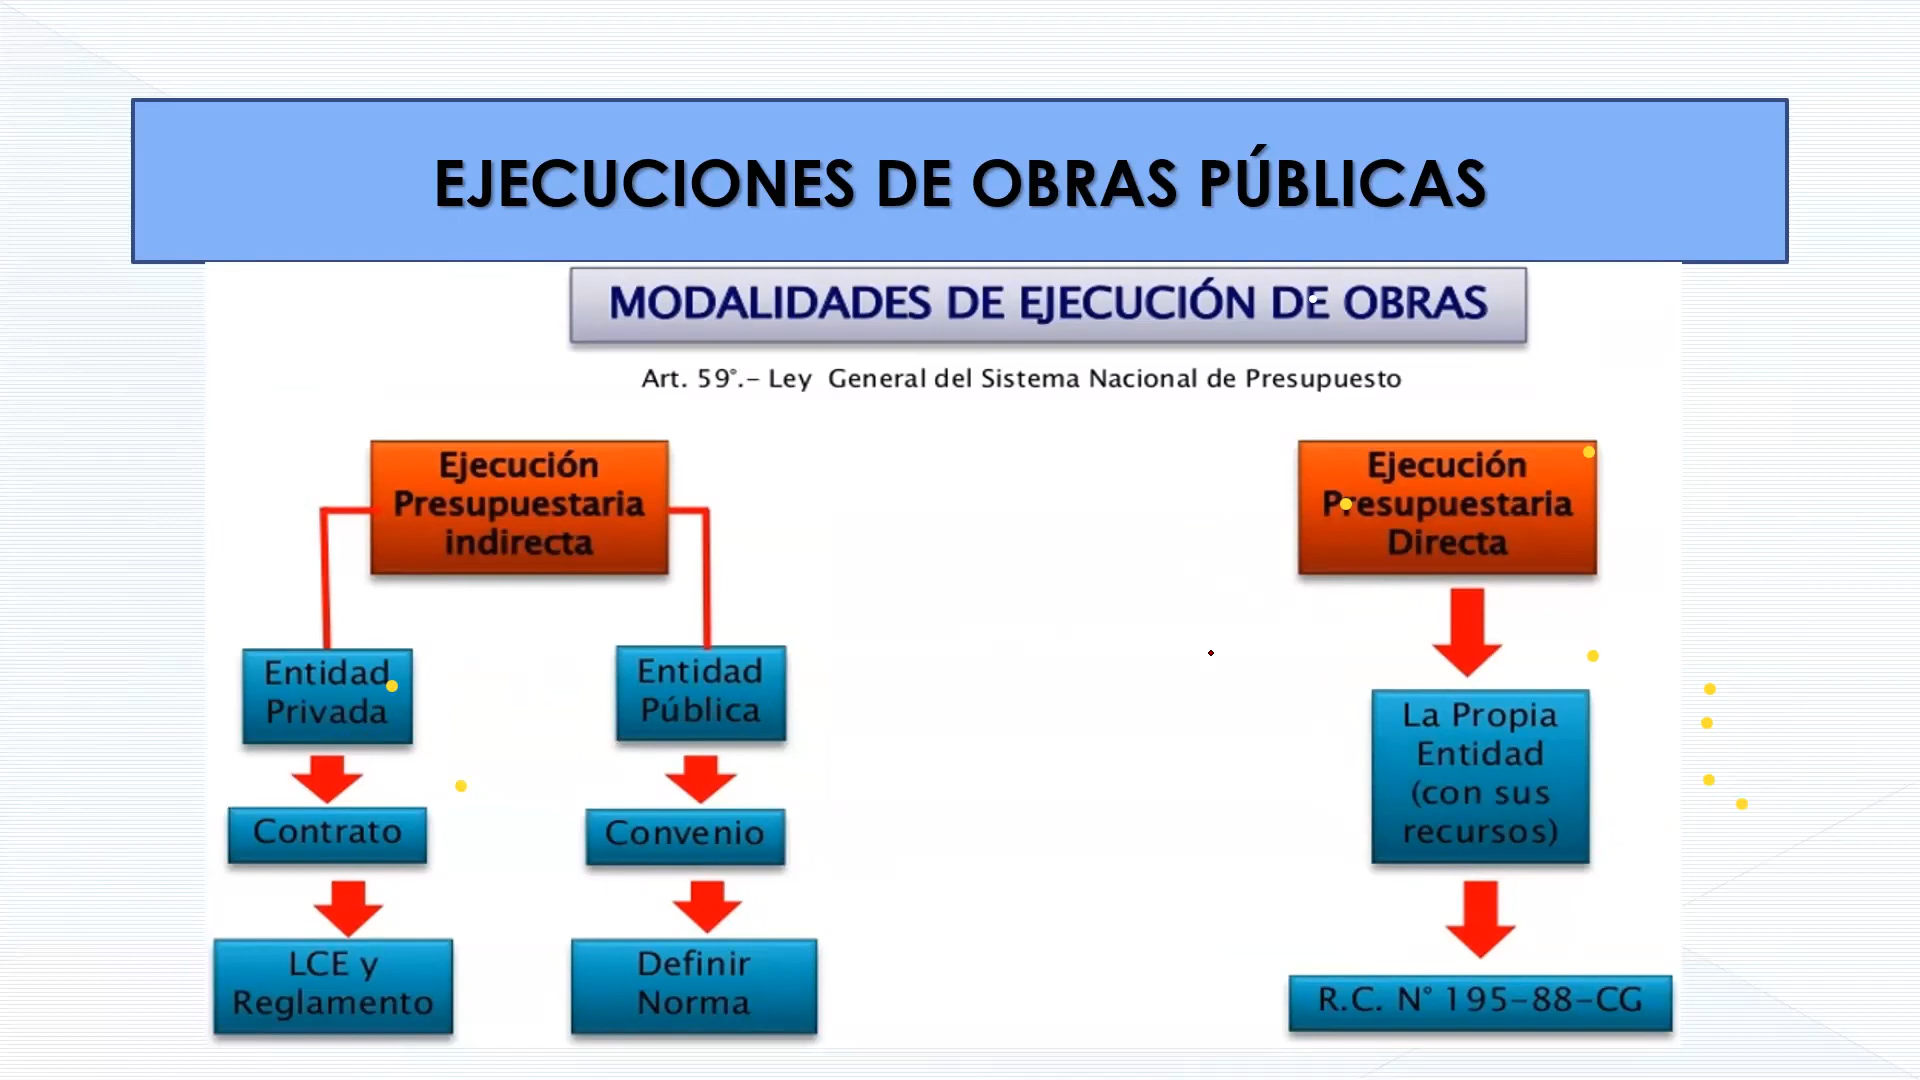 EJECUCIONES DE OBRAS PÚBLICAS
MODALIDADES DE EJECUCIÓN DE OBRAS
Art. 59°.- Ley General del Sistema Nacional de Presupuesto
Ejecución
Presupuestaria
indirecta
Entidad
Privada
Contrato
LCE y
Reglamento
Entidad
Pública
Convenio
Definir
Norma
Ejecución
Presupuestaria
Directa
La Propia
Entidad
(con sus
recursos)
R.C. N° 195-88-CG